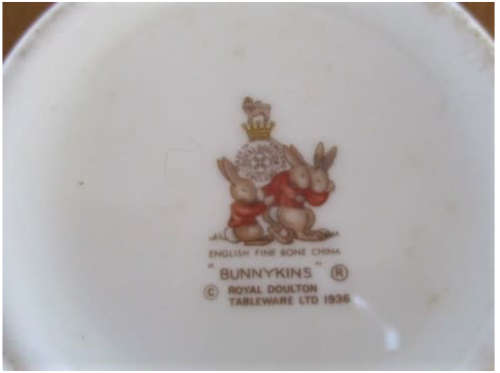 ENGLISH FINE BONE CHINA
"BUNNYKINS" ®
© ROYAL DOULTON
TABLEWARE LTD 1936